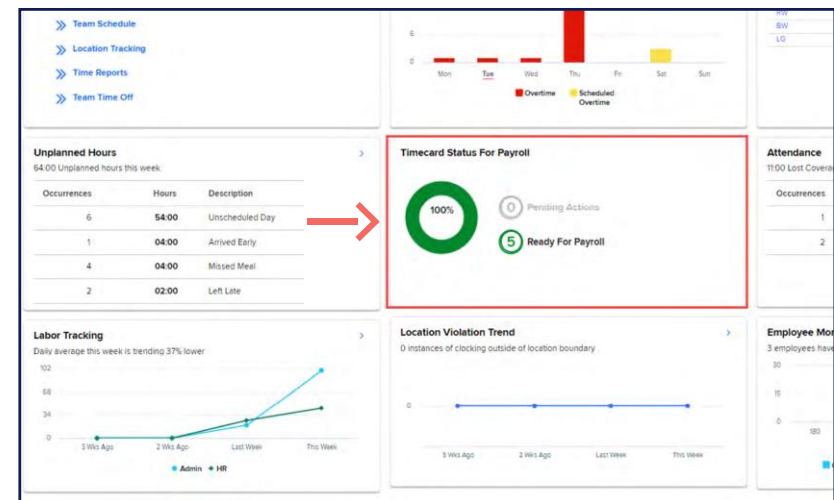 Team Schedule
Location Tracking
Time Reports
Team Time Off
6
0
Mon Tue Wed Thu Fri Sat Sun
Overtime Scheduled Overtime
BW
LG
Unplanned Hours
64:00 Unplanned hours this week
Occurrences Hours Description
6 54:00 Unscheduled Day
1 04:00 Arrived Early
4 04:00 Missed Meal
2 02:00 Left Late
Timecard Status For Payroll
100%
0 Pending Actions
5 Ready For Payroll
Attendance
11:00 Lost Covera
Occurrences
1
2
Labor Tracking
Daily average this week is trending 37% lower
102
68
34
0
3 Wks Ago 2 Wks Ago Last Week This Week
Admin HR
Location Violation Trend
0 instances of clocking outside of location boundary
0
3 Wks Ago 2 Wks Ago Last Week This Week
Employee Mor
3 employees have
30
15
0
180